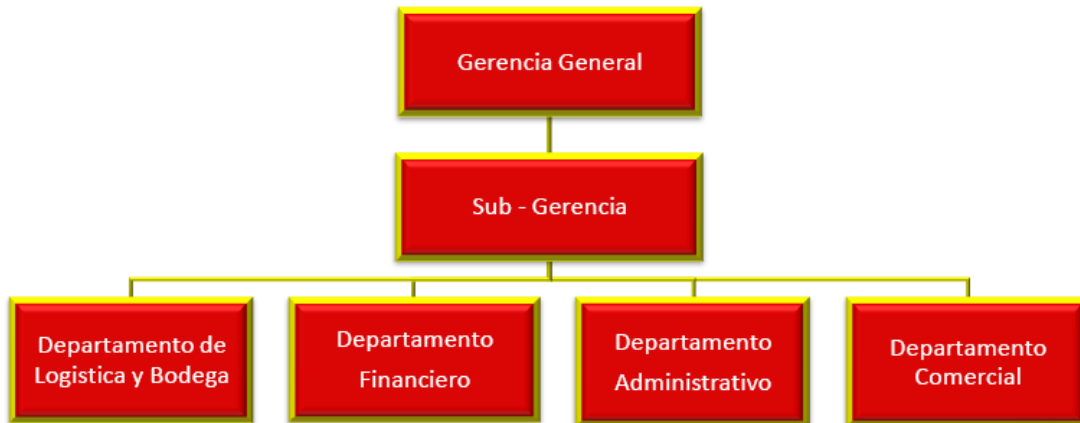 Gerencia General
Sub - Gerencia
Departamento de
Logistica y Bodega
Departamento
Financiero
Departamento
Administrativo
Departamento
Comercial